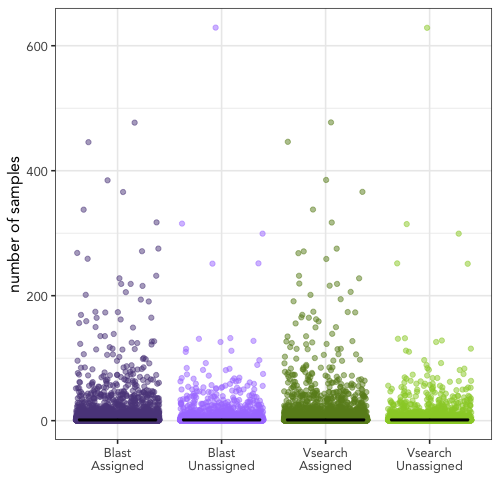 number of samples
600
400
200
0
Blast
Assigned
Blast
Unassigned
Vsearch
Assigned
Vsearch
Unassigned